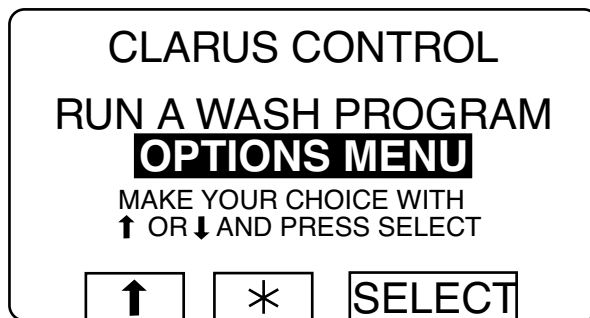 CLARUS CONTROL
RUN A WASH PROGRAM
OPTIONS MENU
MAKE YOUR CHOICE WITH
⬆ OR ⬇ AND PRESS SELECT
⬆ * SELECT